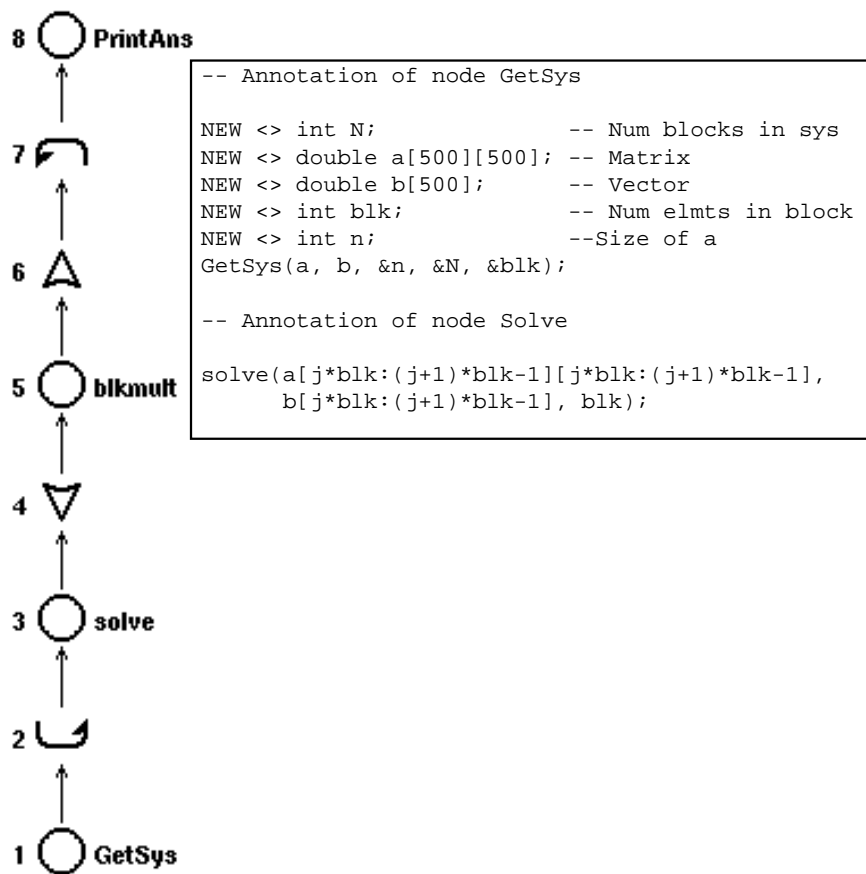 8 PrintAns
-- Annotation of node GetSys
NEW <> int N; -- Num blocks in sys
7
NEW <> double a[500][500]; -- Matrix
NEW <> double b[500]; -- Vector
NEW <> int blk; -- Num elmts in block
NEW <> int n; --Size of a
6
GetSys(a, b, &n, &N, &blk);
-- Annotation of node Solve
5 blkmult
solve(a[j*blk:(j+1)*blk-1][j*blk:(j+1)*blk-1],
b[j*blk:(j+1)*blk-1], blk);
4
3 solve
2
1 GetSys